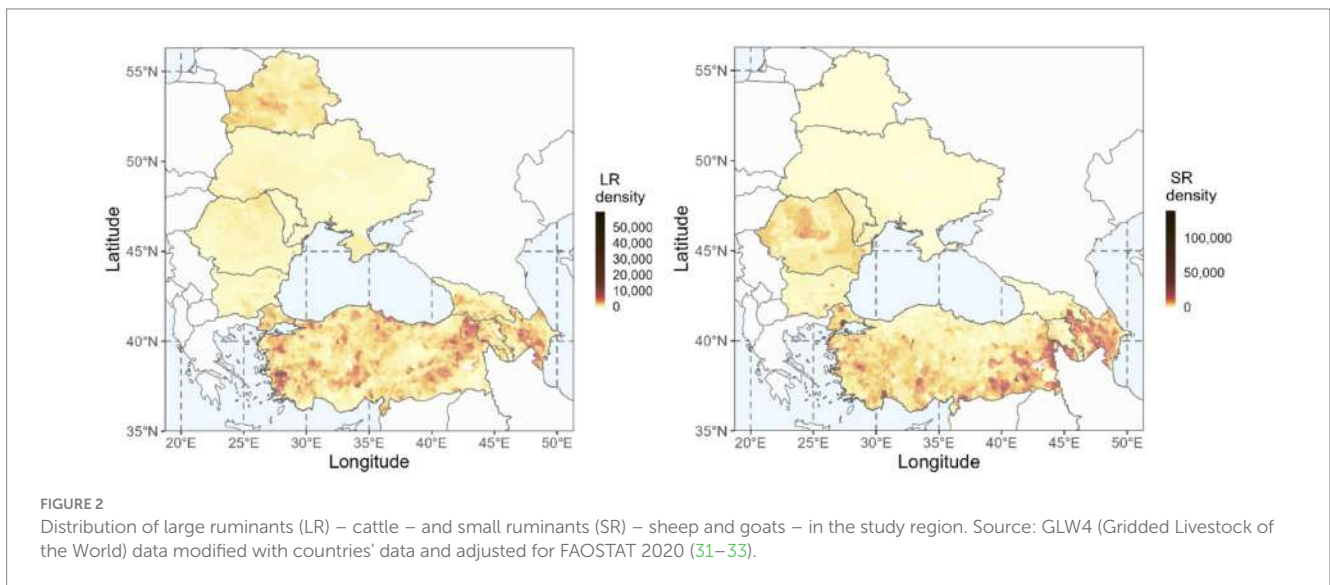 55°N
50°N
45°N
40°N
35°N
Latitude
20°E 25°E 30°E 35°E 40°E 45°E 50°E
Longitude
LR
density
50,000
40,000
30,000
20,000
10,000
0
55°N
50°N
45°N
40°N
35°N
Latitude
20°E 25°E 30°E 35°E 40°E 45°E 50°E
Longitude
SR
density
100,000
50,000
0
FIGURE 2
Distribution of large ruminants (LR) – cattle – and small ruminants (SR) – sheep and goats – in the study region. Source: GLW4 (Gridded Livestock of
the World) data modified with countries’ data and adjusted for FAOSTAT 2020 (31–33).